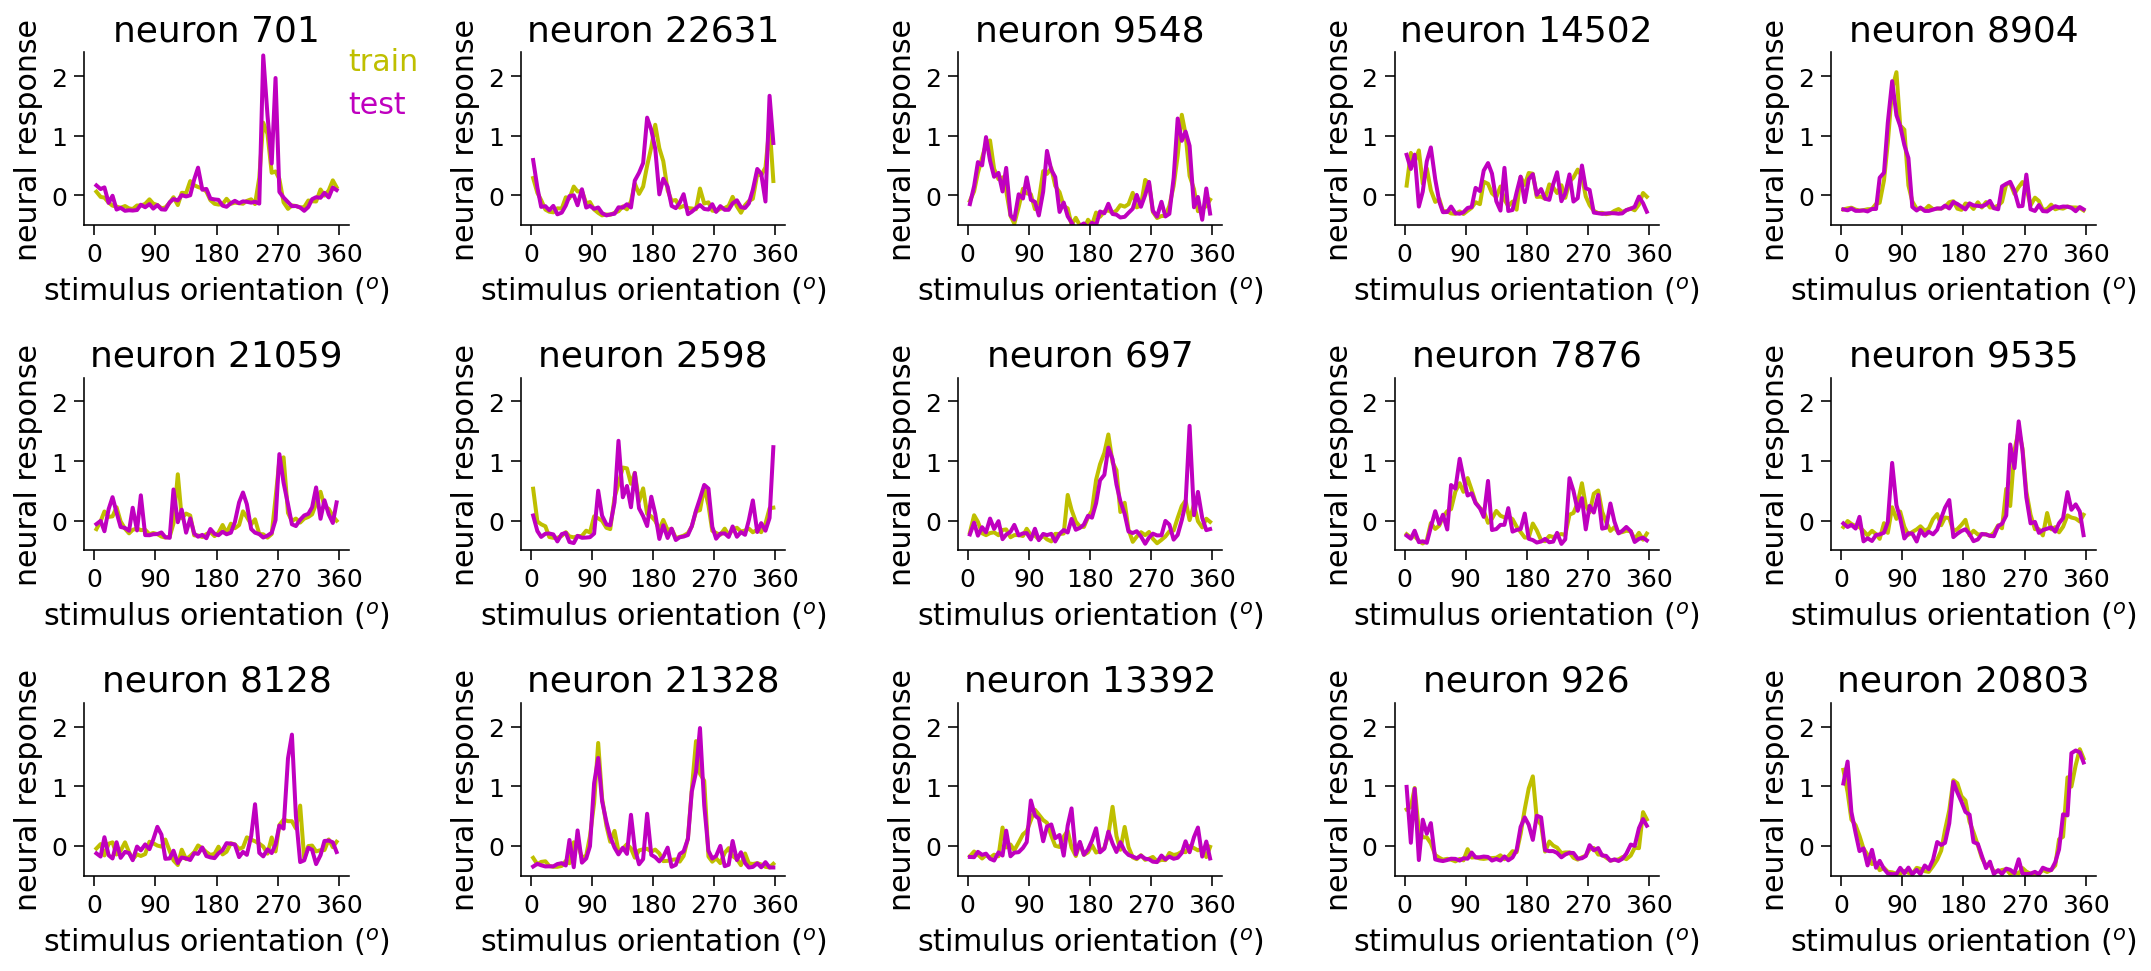 neuron 701
train
test
neural response
2
1
0
0 90 180 270 360
stimulus orientation (o)
neuron 22631
neural response
2
1
0
0 90 180 270 360
stimulus orientation (o)
neuron 9548
neural response
2
1
0
0 90 180 270 360
stimulus orientation (o)
neuron 14502
neural response
2
1
0
0 90 180 270 360
stimulus orientation (o)
neuron 8904
neural response
2
1
0
0 90 180 270 360
stimulus orientation (o)
neuron 21059
neural response
2
1
0
0 90 180 270 360
stimulus orientation (o)
neuron 2598
neural response
2
1
0
0 90 180 270 360
stimulus orientation (o)
neuron 697
neural response
2
1
0
0 90 180 270 360
stimulus orientation (o)
neuron 7876
neural response
2
1
0
0 90 180 270 360
stimulus orientation (o)
neuron 9535
neural response
2
1
0
0 90 180 270 360
stimulus orientation (o)
neuron 8128
neural response
2
1
0
0 90 180 270 360
stimulus orientation (o)
neuron 21328
neural response
2
1
0
0 90 180 270 360
stimulus orientation (o)
neuron 13392
neural response
2
1
0
0 90 180 270 360
stimulus orientation (o)
neuron 926
neural response
2
1
0
0 90 180 270 360
stimulus orientation (o)
neuron 20803
neural response
2
1
0
0 90 180 270 360
stimulus orientation (o)